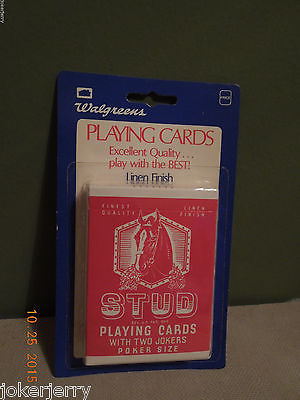 Walgreens
PRICE
PLAYING CARDS
Excellent Quality...
play with the BEST!
Linen Finish
FINEST
QUALITY
LINEN
FINISH
STUD
PLAYING CARDS
WITH TWO JOKERS
POKER SIZE
10 25 2015
jokerjerry